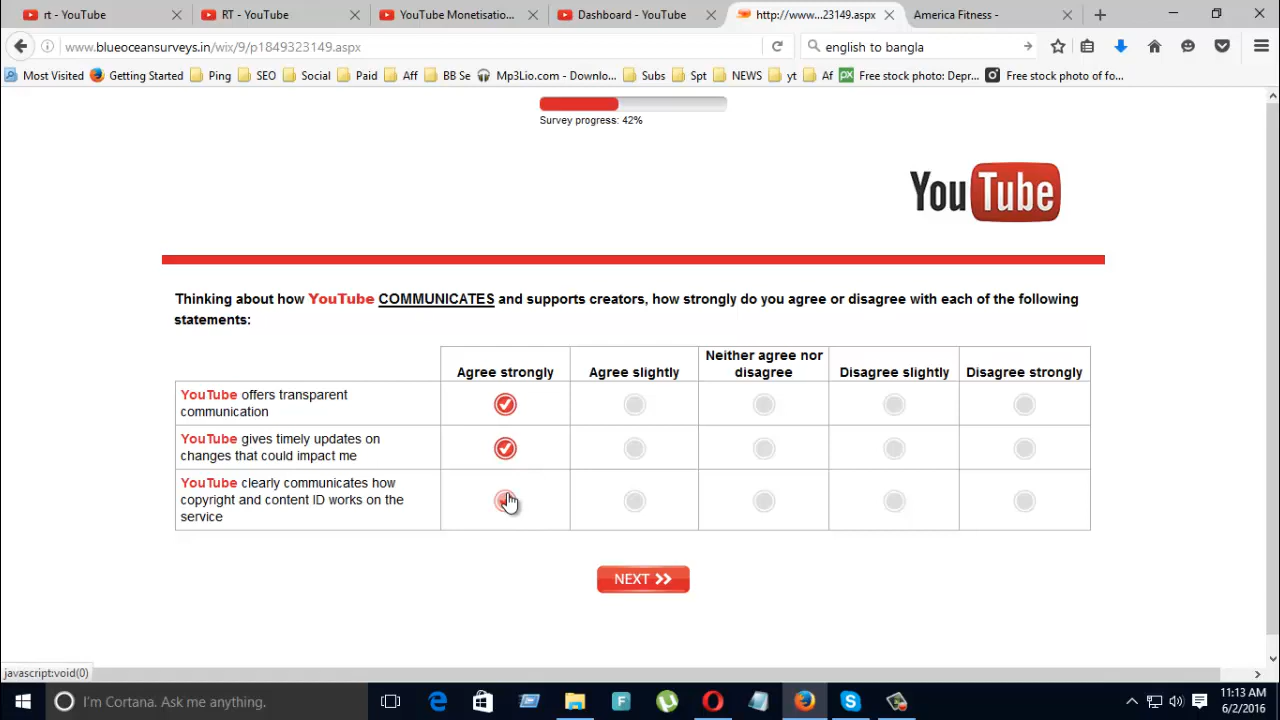 rt - YouTube
RT - YouTube
YouTube Monetisatio...
Dashboard - YouTube
http://www...23149.aspx
America Fitness -
www.blueoceansurveys.in/wix/9/p1849323149.aspx
english to bangla
Most Visited
Getting Started
Ping
SEO
Social
Paid
Aff
BB Se
Mp3Lio.com - Downlo...
Subs
Spt
NEWS
yt
Af
px
Free stock photo: Depr...
Free stock photo of fo...
Survey progress: 42%
YouTube
Thinking about how YouTube COMMUNICATES and supports creators, how strongly do you agree or disagree with each of the following
statements:
Agree strongly
Agree slightly
Neither agree nor
disagree
Disagree slightly
Disagree strongly
YouTube offers transparent
communication
YouTube gives timely updates on
changes that could impact me
YouTube clearly communicates how
copyright and content ID works on the
service
NEXT
javascript:void(0)
I'm Cortana. Ask me anything.
F
11:13 AM
6/2/2016